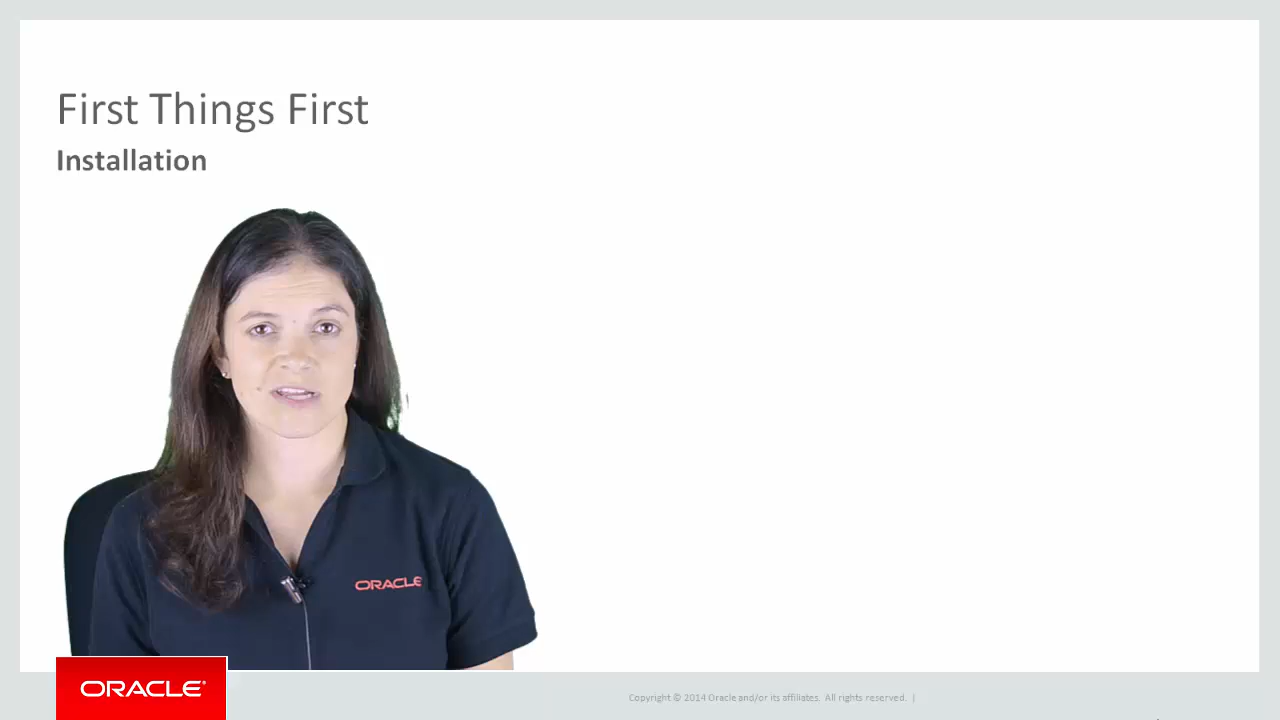 First Things First
Installation
ORACLE
ORACLE®
Copyright © 2014 Oracle and/or its affiliates. All rights reserved. |